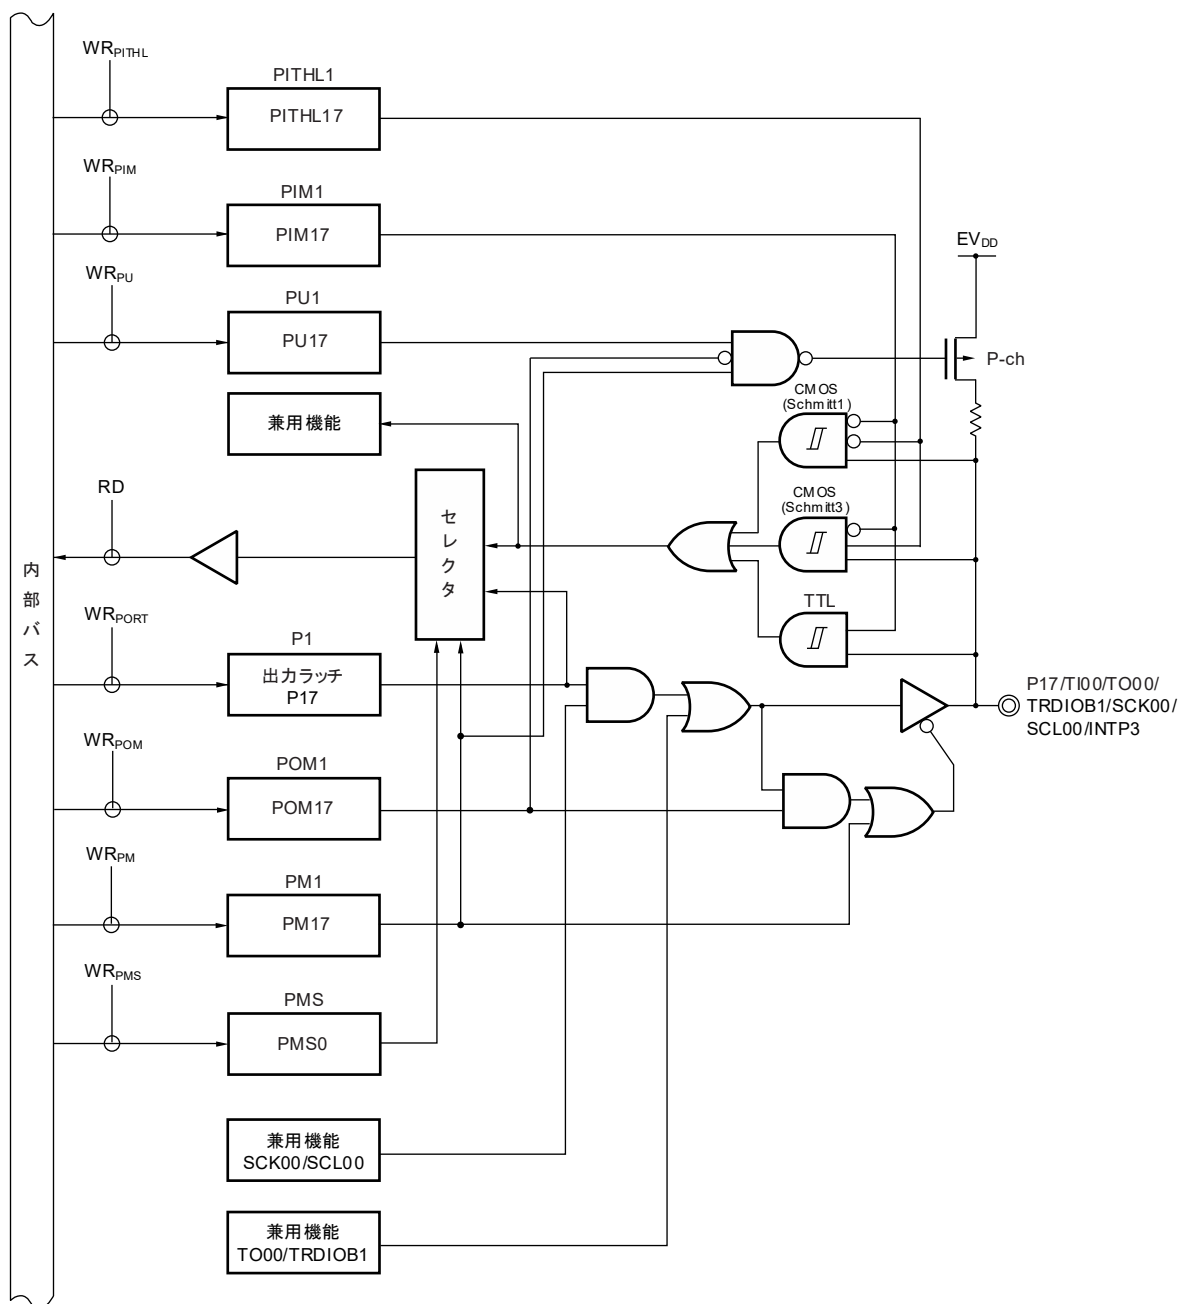 WRPITHL
PITHL1
PITHL17
WRPIM
PIM1
PIM17
EVDD
WRPU
PU1
PU17
P-ch
CMOS
(Schmitt1)
兼用機能
RD
セレクタ
CMOS
(Schmitt3)
内部バス
TTL
WRPORT
P1
出力ラッチ
P17
P17/TI00/TO00/
TRDIOB1/SCK00/
SCL00/INTP3
WRPOM
POM1
POM17
WRPM
PM1
PM17
WRPMS
PMS
PMS0
兼用機能
SCK00/SCL00
兼用機能
TO00/TRDIOB1